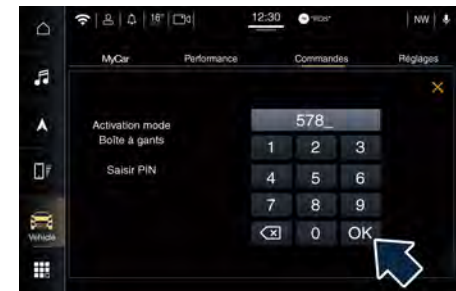 16° 12:30 NW
MyCar Performance Commandes Réglages
Activation mode
Boîte à gants
Saisir PIN
578_
1 2 3
4 5 6
7 8 9
0 OK
Vehicle